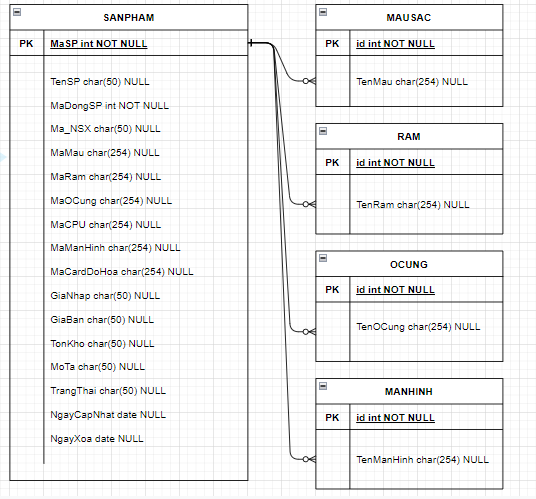 SANPHAM
PK MaSP int NOT NULL
TenSP char(50) NULL
MaDongSP int NOT NULL
Ma_NSX char(50) NULL
MaMau char(254) NULL
MaRam char(254) NULL
MaOCung char(254) NULL
MaCPU char(254) NULL
MaManHinh char(254) NULL
MaCardDoHoa char(254) NULL
GiaNhap char(50) NULL
GiaBan char(50) NULL
TonKho char(50) NULL
MoTa char(50) NULL
TrangThai char(50) NULL
NgayCapNhat date NULL
NgayXoa date NULL
MAUSAC
PK id int NOT NULL
TenMau char(254) NULL
RAM
PK id int NOT NULL
TenRam char(254) NULL
OCUNG
PK id int NOT NULL
TenOCung char(254) NULL
MANHINH
PK id int NOT NULL
TenManHinh char(254) NULL